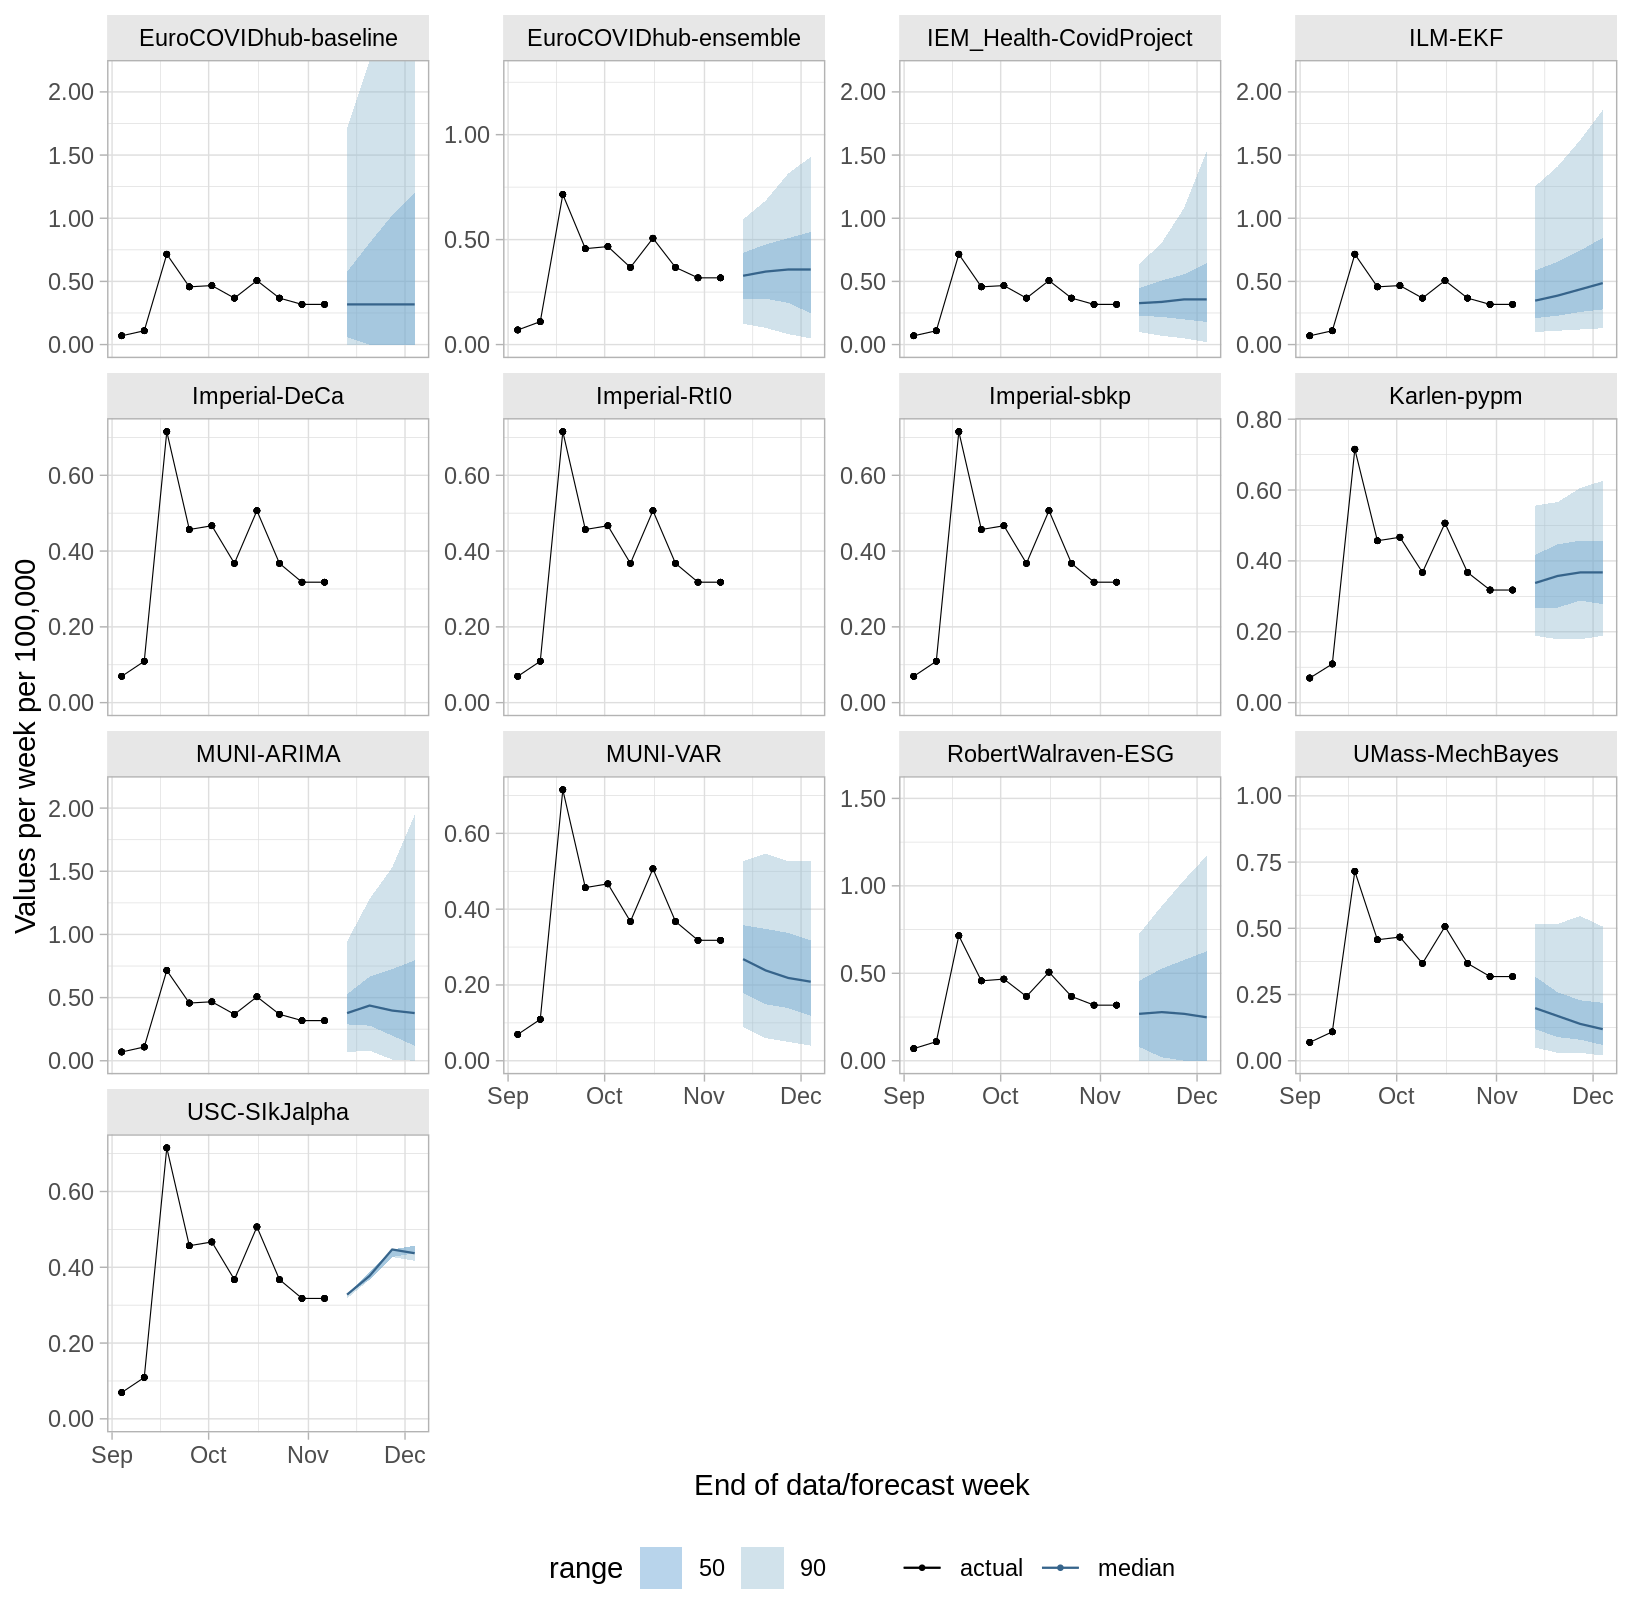 EuroCOVIDhub-baseline
EuroCOVIDhub-ensemble
IEM_Health-CovidProject
ILM-EKF
2.00
1.50
1.00
0.50
0.00
1.00
0.50
0.00
2.00
1.50
1.00
0.50
0.00
2.00
1.50
1.00
0.50
0.00
Imperial-DeCa
Imperial-RtI0
Imperial-sbkp
Karlen-pypm
0.60
0.40
0.20
0.00
0.60
0.40
0.20
0.00
0.60
0.40
0.20
0.00
0.80
0.60
0.40
0.20
0.00
Values per week per 100,000
MUNI-ARIMA
MUNI-VAR
RobertWalraven-ESG
UMass-MechBayes
2.00
1.50
1.00
0.50
0.00
0.60
0.40
0.20
0.00
1.50
1.00
0.50
0.00
1.00
0.75
0.50
0.25
0.00
Sep Oct Nov Dec
Sep Oct Nov Dec
Sep Oct Nov Dec
USC-SIkJalpha
0.60
0.40
0.20
0.00
Sep Oct Nov Dec
End of data/forecast week
range 50 90 actual median